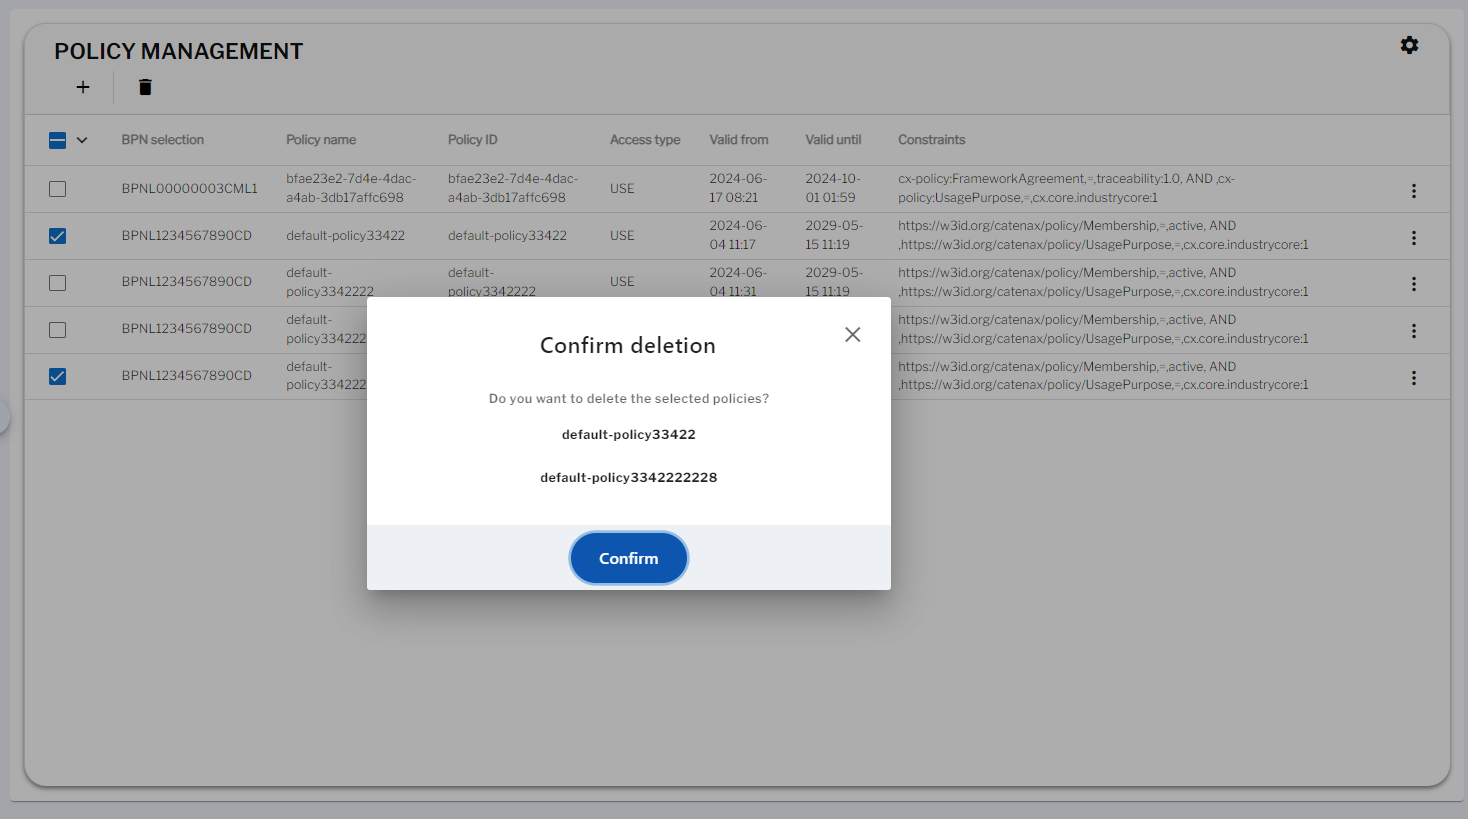 POLICY MANAGEMENT
BPN selection Policy name Policy ID Access type Valid from Valid until Constraints
BPNL00000003CML1 bfae23e2-7d4e-4dac-a4ab-3db17affc698 bfae23e2-7d4e-4dac-a4ab-3db17affc698 USE 2024-06-17 08:21 2024-10-01 01:59 cx-policy:FrameworkAgreement,=,traceability:1.0, AND ,cx-policy:UsagePurpose,=,cx.core.industrycore:1
BPNL1234567890CD default-policy33422 default-policy33422 USE 2024-06-04 11:17 2029-05-15 11:19 https://w3id.org/catenax/policy/Membership,=,active, AND ,https://w3id.org/catenax/policy/UsagePurpose,=,cx.core.industrycore:1
BPNL1234567890CD default-policy3342222 default-policy3342222 USE 2024-06-04 11:31 2029-05-15 11:19 https://w3id.org/catenax/policy/Membership,=,active, AND ,https://w3id.org/catenax/policy/UsagePurpose,=,cx.core.industrycore:1
BPNL1234567890CD default-policy334222 https://w3id.org/catenax/policy/Membership,=,active, AND ,https://w3id.org/catenax/policy/UsagePurpose,=,cx.core.industrycore:1
BPNL1234567890CD default-policy334222 https://w3id.org/catenax/policy/Membership,=,active, AND ,https://w3id.org/catenax/policy/UsagePurpose,=,cx.core.industrycore:1
Confirm deletion
Do you want to delete the selected policies?
default-policy33422
default-policy3342222228
Confirm